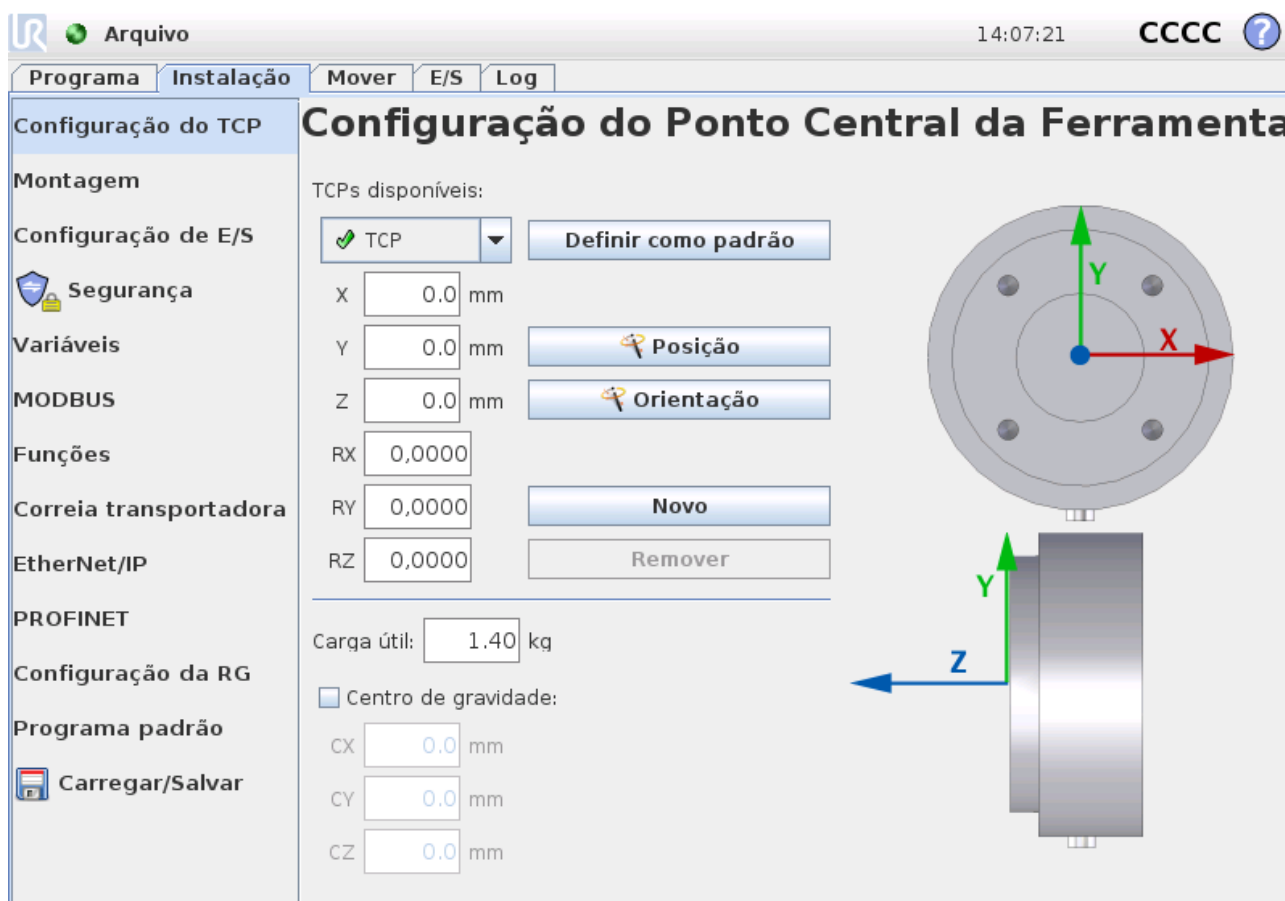 UR Arquivo 14:07:21 CCCC ?
Programa Instalação Mover E/S Log
Configuração do TCP
Montagem
Configuração de E/S
Segurança
Variáveis
MODBUS
Funções
Correia transportadora
EtherNet/IP
PROFINET
Configuração da RG
Programa padrão
Carregar/Salvar
Configuração do Ponto Central da Ferramenta
TCPs disponíveis:
TCP Definir como padrão
X 0.0 mm
Y 0.0 mm Posição
Z 0.0 mm Orientação
RX 0,0000
RY 0,0000 Novo
RZ 0,0000 Remover
Carga útil: 1.40 kg
Centro de gravidade:
CX 0.0 mm
CY 0.0 mm
CZ 0.0 mm
Y
X
Y
Z